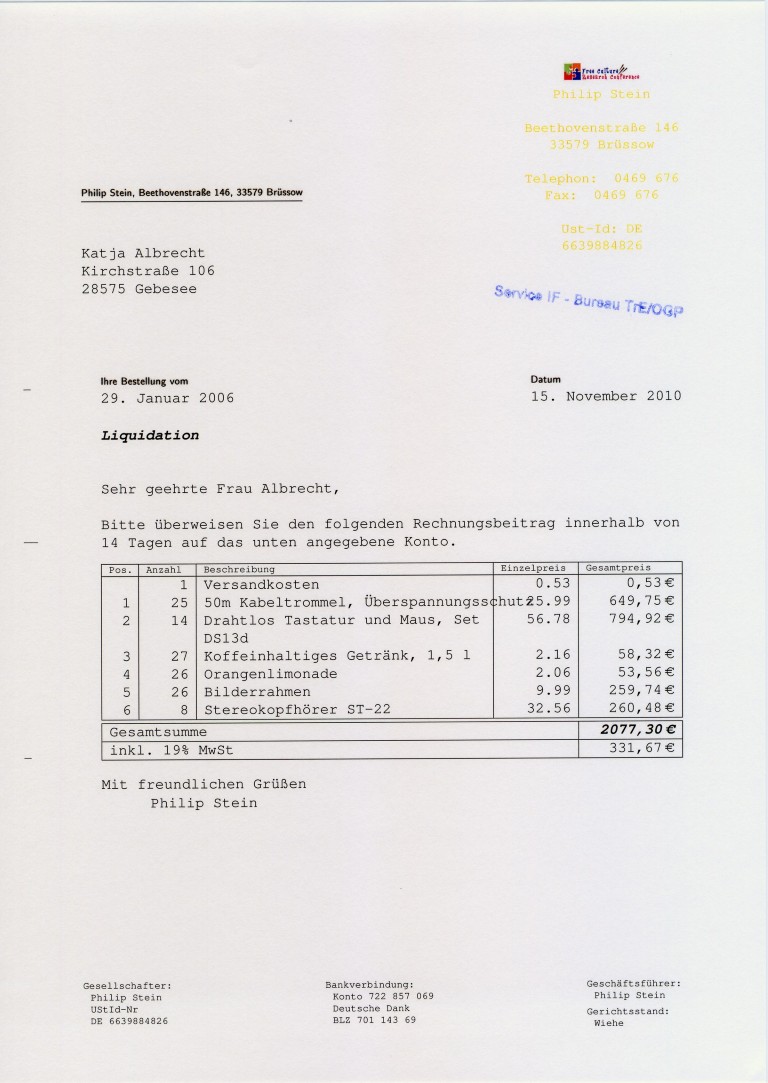 Free Culture
Research Conference
Philip Stein
Beethovenstraße 146
33579 Brüssow
Telephon: 0469 676
Fax: 0469 676
Ust-Id: DE
6639884826
Philip Stein, Beethovenstraße 146, 33579 Brüssow
Katja Albrecht
Kirchstraße 106
28575 Gebesee
Service IF - Bureau TrE/OGP
Ihre Bestellung vom Datum
29. Januar 2006 15. November 2010
Liquidation
Sehr geehrte Frau Albrecht,
Bitte überweisen Sie den folgenden Rechnungsbeitrag innerhalb von
14 Tagen auf das unten angegebene Konto.
Pos. Anzahl Beschreibung Einzelpreis Gesamtpreis
1 Versandkosten 0.53 0,53 €
1 25 50m Kabeltrommel, Überspannungsschutz 25.99 649,75 €
2 14 Drahtlos Tastatur und Maus, Set 56.78 794,92 €
DS13d
3 27 Koffeinhaltiges Getränk, 1,5 l 2.16 58,32 €
4 26 Orangenlimonade 2.06 53,56 €
5 26 Bilderrahmen 9.99 259,74 €
6 8 Stereokopfhörer ST-22 32.56 260,48 €
Gesamtsumme 2077,30 €
inkl. 19% MwSt 331,67 €
Mit freundlichen Grüßen
Philip Stein
Gesellschafter:
Philip Stein
UStId-Nr
DE 6639884826
Bankverbindung:
Konto 722 857 069
Deutsche Dank
BLZ 701 143 69
Geschäftsführer:
Philip Stein
Gerichtsstand:
Wiehe